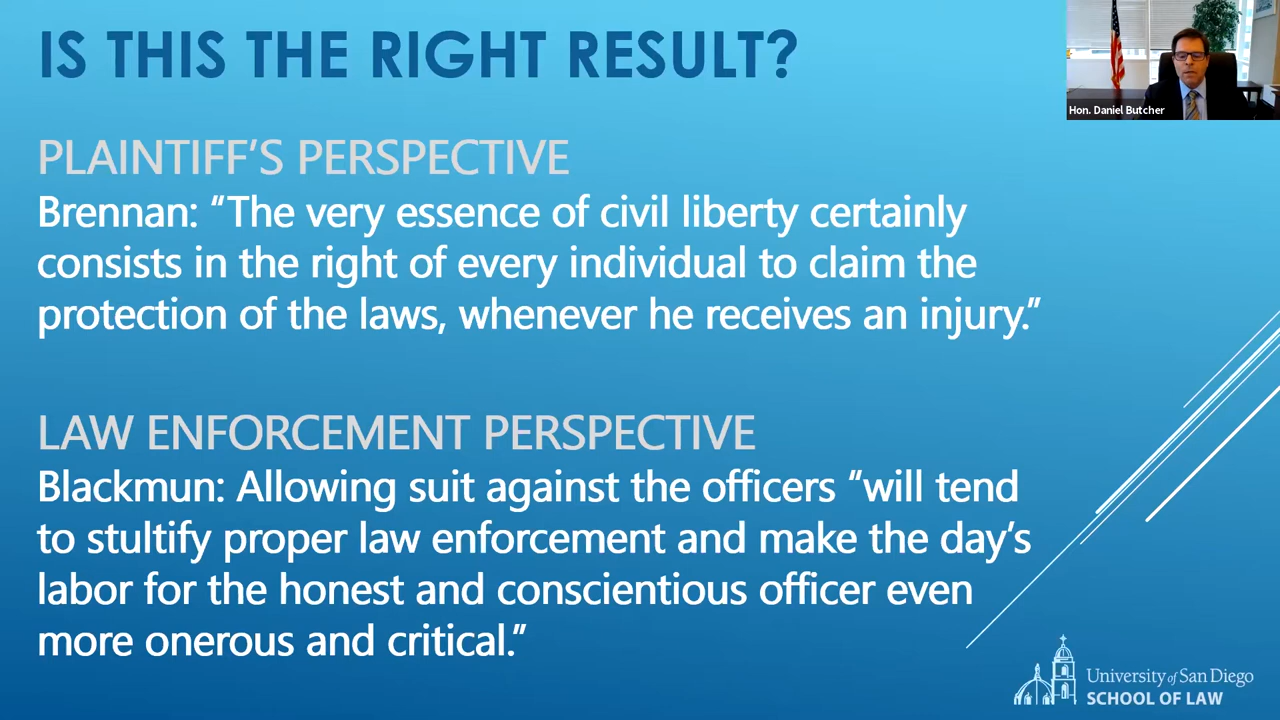 IS THIS THE RIGHT RESULT?
Hon. Daniel Butcher
PLAINTIFF'S PERSPECTIVE
Brennan: "The very essence of civil liberty certainly
consists in the right of every individual to claim the
protection of the laws, whenever he receives an injury."
LAW ENFORCEMENT PERSPECTIVE
Blackmun: Allowing suit against the officers "will tend
to stultify proper law enforcement and make the day's
labor for the honest and conscientious officer even
more onerous and critical."
University of San Diego
SCHOOL OF LAW